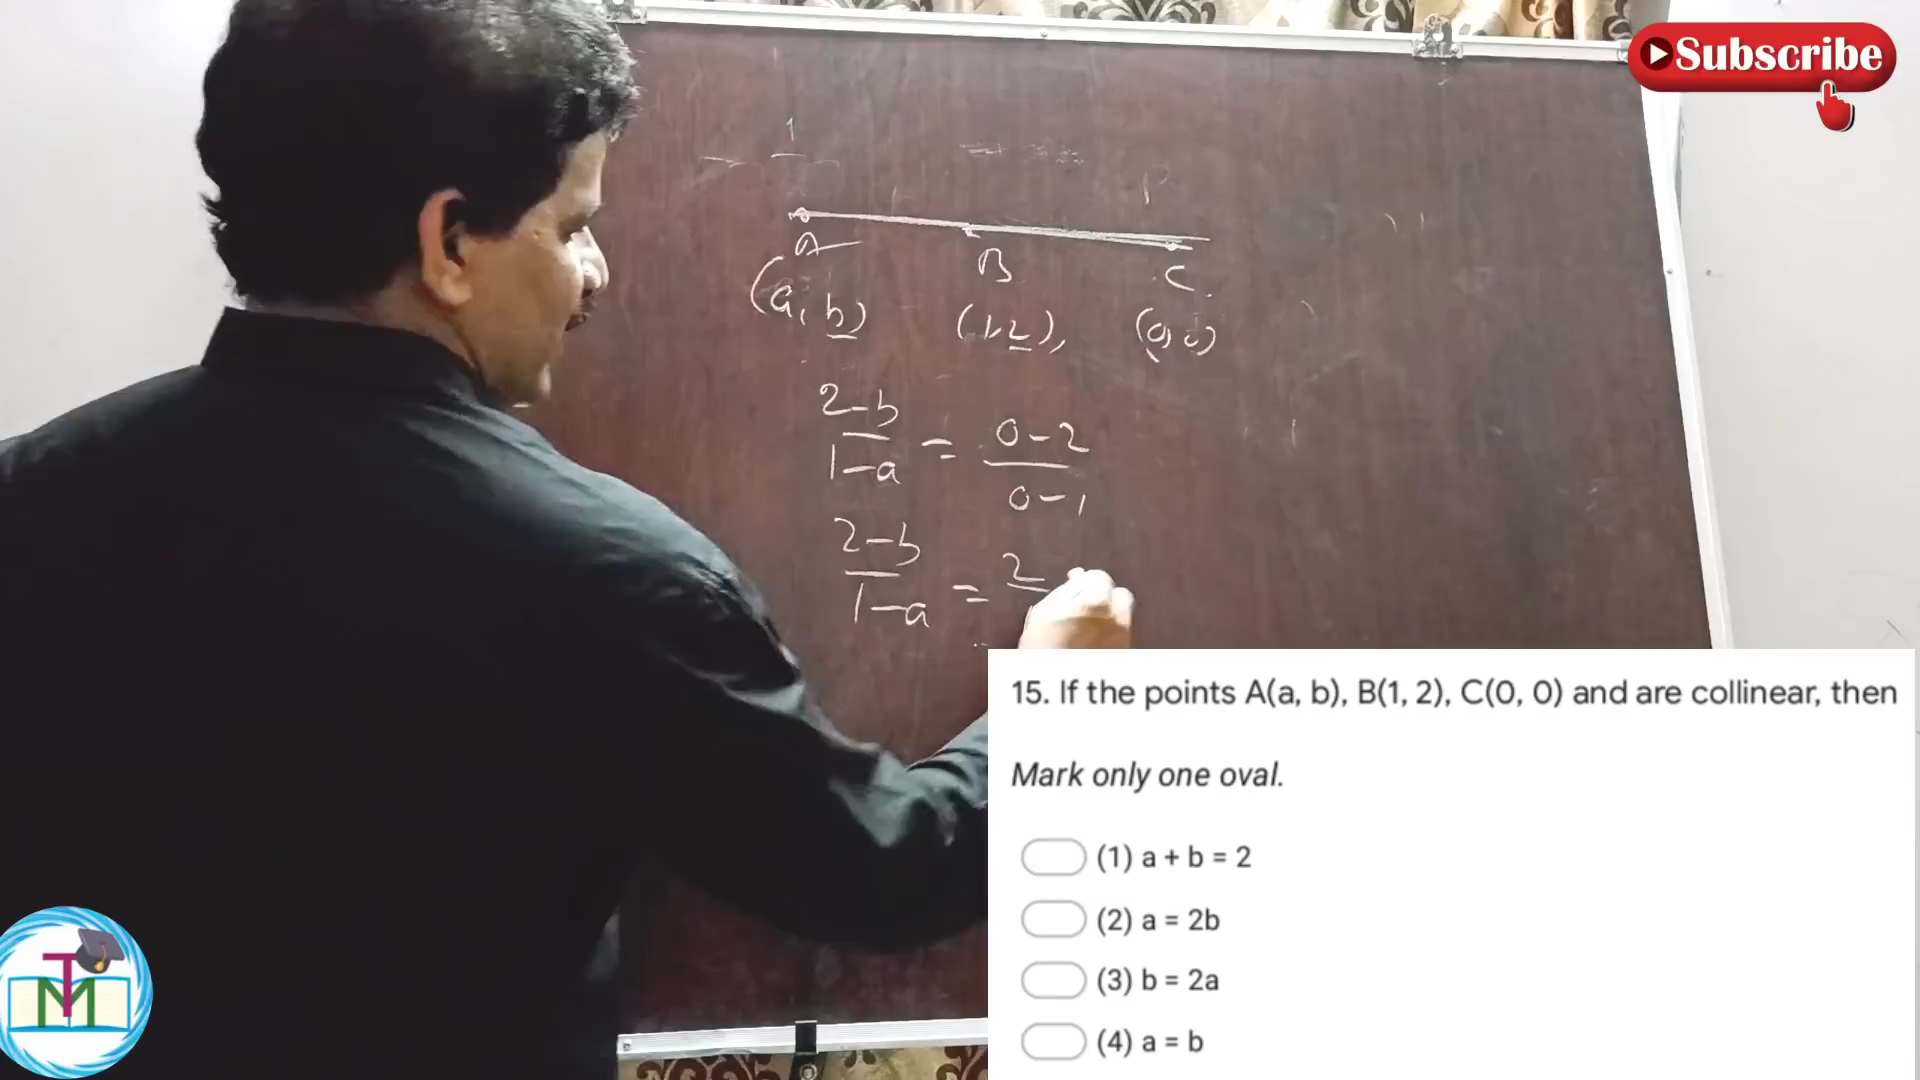 Subscribe
A B C
(a, b) (1, 2), (0, 0)
2-b / 1-a = 0-2 / 0-1
2-b / 1-a = 2
15. If the points A(a, b), B(1, 2), C(0, 0) and are collinear, then
Mark only one oval.
(1) a + b = 2
(2) a = 2b
(3) b = 2a
(4) a = b
TM